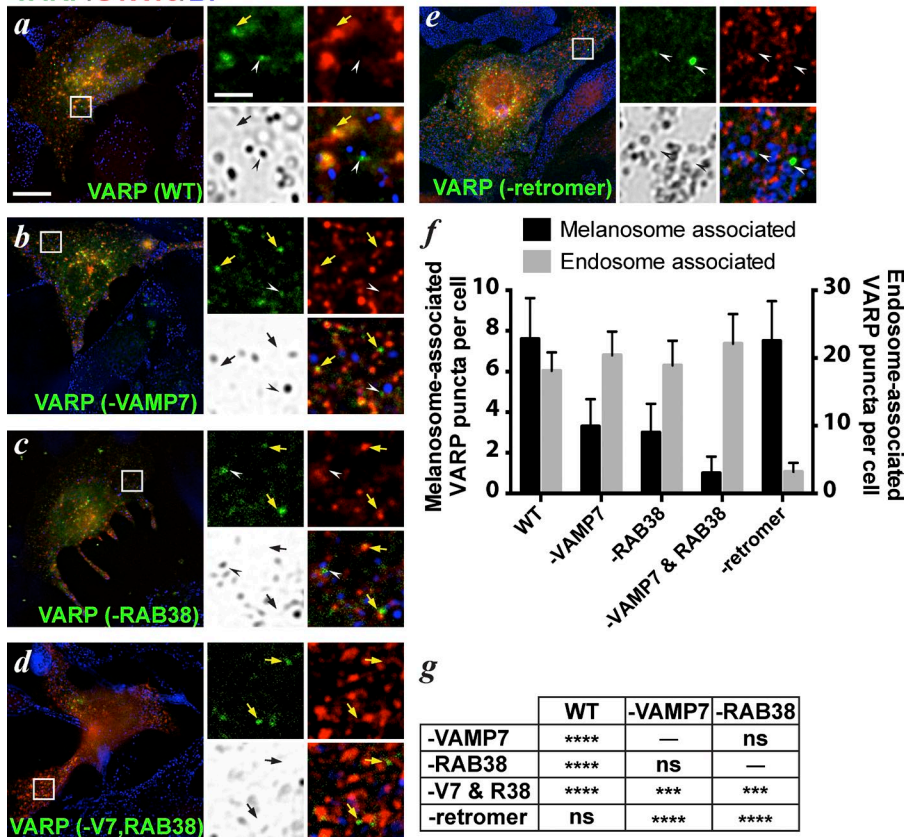 a
VARP (WT)
b
VARP (-VAMP7)
c
VARP (-RAB38)
d
VARP (-V7,RAB38)
e
VARP (-retromer)
f
Melanosome associated
Endosome associated
Melanosome-associated
VARP puncta per cell
10
8
6
4
2
0
30
20
10
0
Endosome-associated
VARP puncta per cell
WT
-VAMP7
-RAB38
-VAMP7 & RAB38
-retromer
g
WT -VAMP7 -RAB38
-VAMP7 **** — ns
-RAB38 **** ns —
-V7 & R38 **** *** ***
-retromer ns **** ****